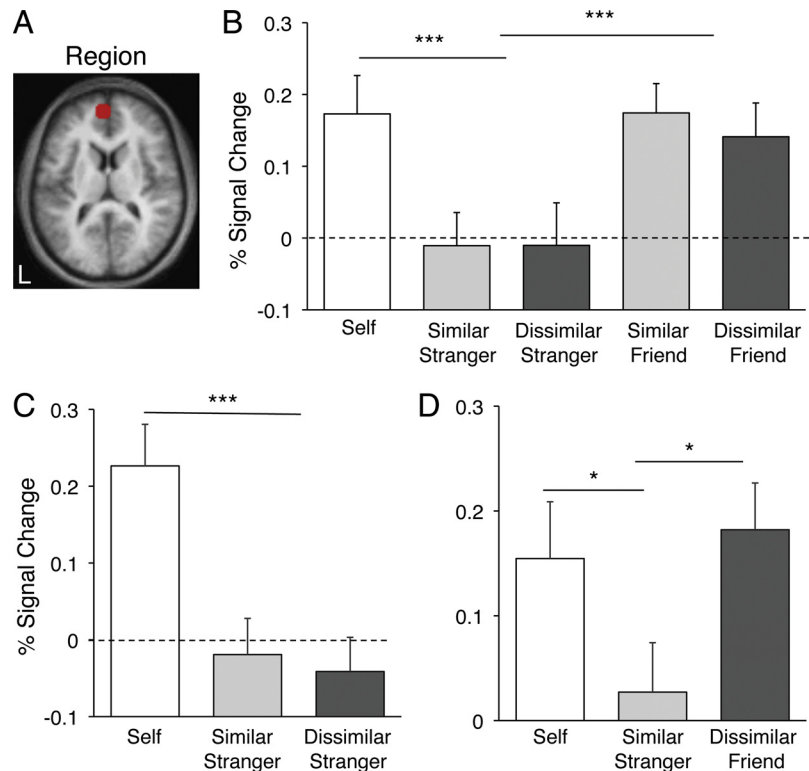 A
Region
L
B
% Signal Change
0.3
0.2
0.1
0
-0.1
***
***
Self
Similar
Stranger
Dissimilar
Stranger
Similar
Friend
Dissimilar
Friend
C
% Signal Change
0.3
0.2
0.1
0
-0.1
***
Self
Similar
Stranger
Dissimilar
Stranger
D
0.3
0.2
0.1
0
*
*
Self
Similar
Stranger
Dissimilar
Friend